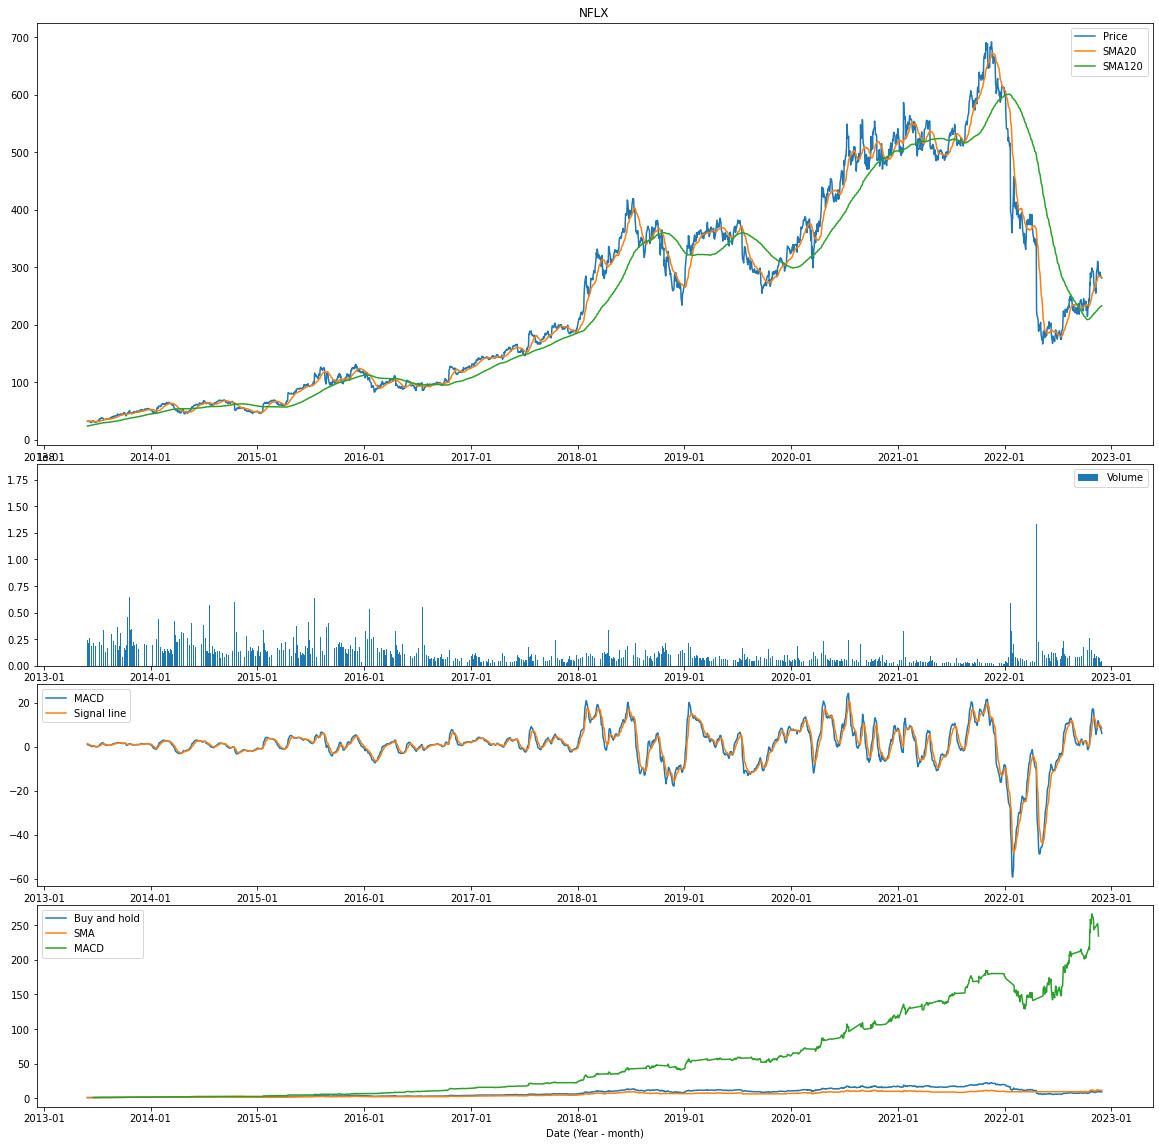 NFLX
700
600
500
400
300
200
100
0
Price
SMA20
SMA120
2013-01 2014-01 2015-01 2016-01 2017-01 2018-01 2019-01 2020-01 2021-01 2022-01 2023-01
1e8
1.75
1.50
1.25
1.00
0.75
0.50
0.25
0.00
Volume
2013-01 2014-01 2015-01 2016-01 2017-01 2018-01 2019-01 2020-01 2021-01 2022-01 2023-01
20
0
−20
−40
−60
MACD
Signal line
2013-01 2014-01 2015-01 2016-01 2017-01 2018-01 2019-01 2020-01 2021-01 2022-01 2023-01
250
200
150
100
50
0
Buy and hold
SMA
MACD
2013-01 2014-01 2015-01 2016-01 2017-01 2018-01 2019-01 2020-01 2021-01 2022-01 2023-01
Date (Year - month)